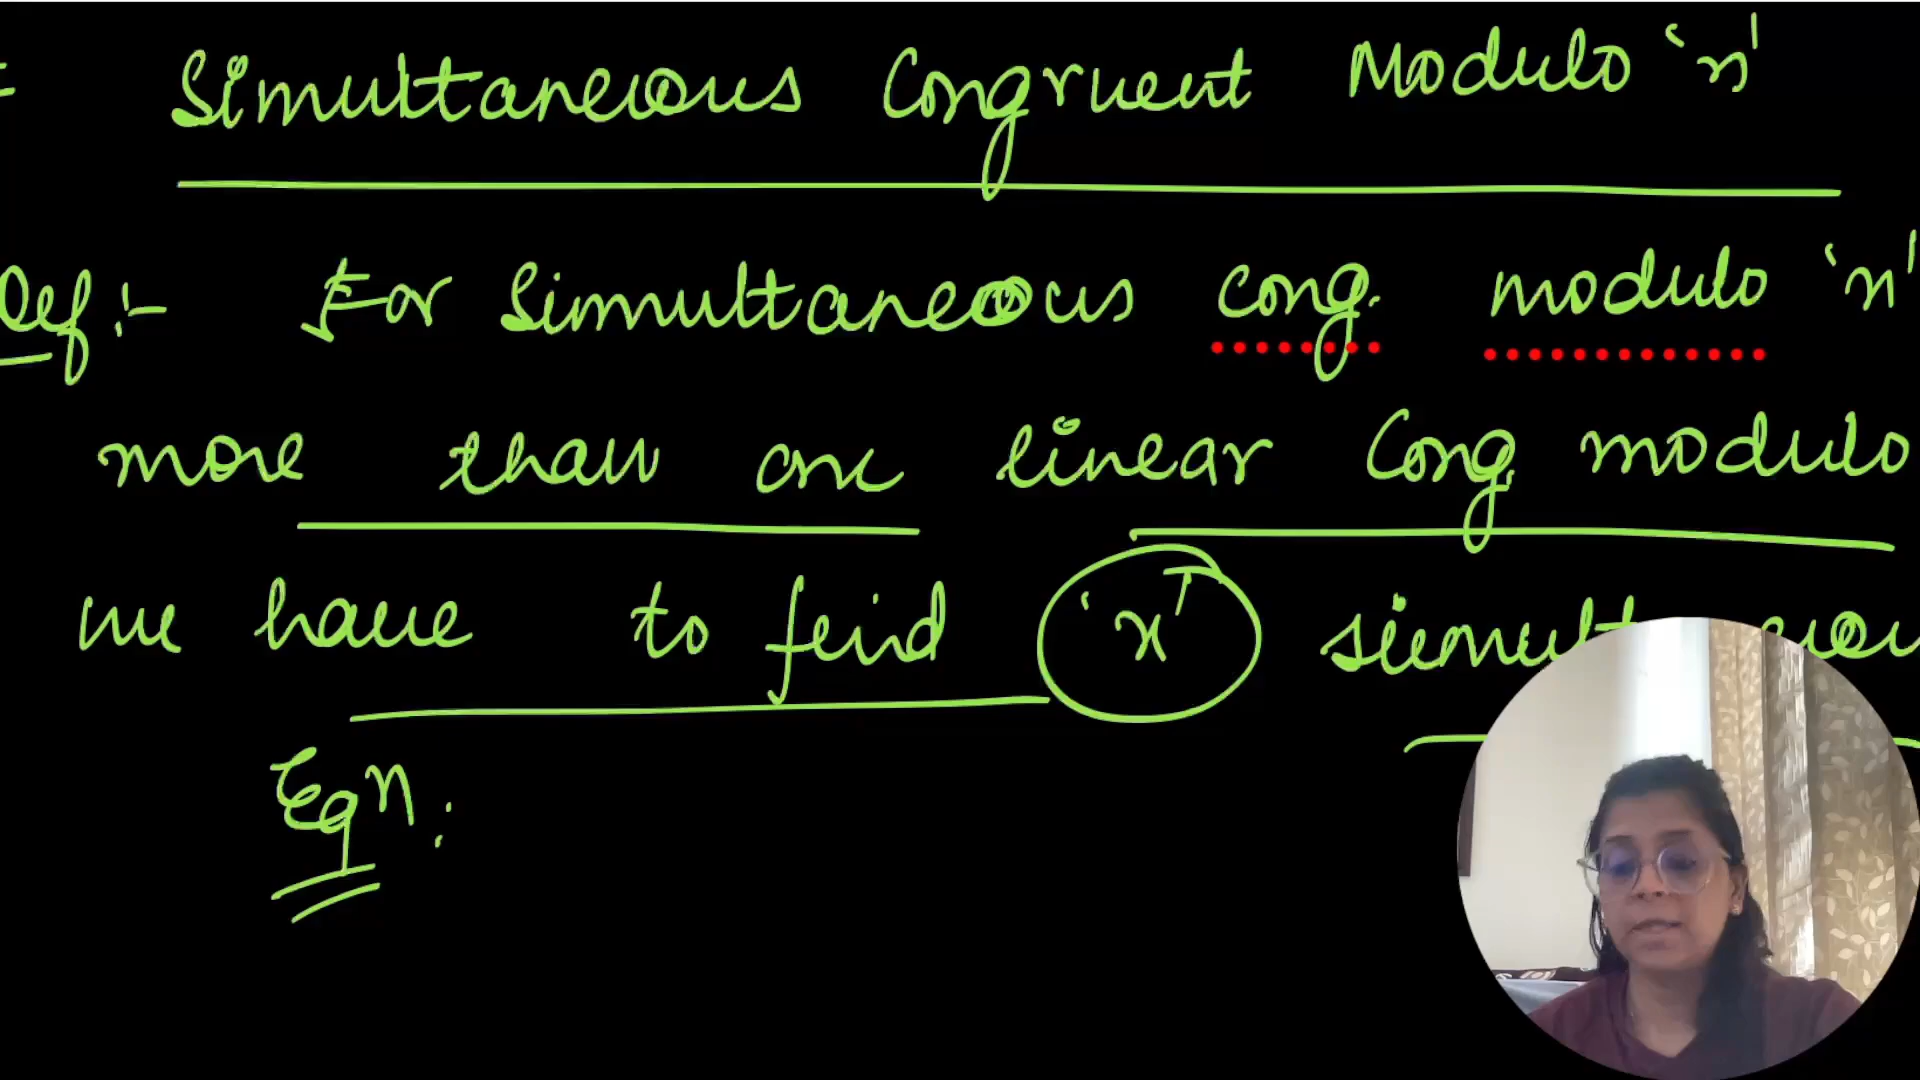 Simultaneous Congruent Modulo 'n'
Def :- For Simultaneous cong. modulo 'n'
more than one linear Cong. modulo
we have to find 'x'
Eqn :